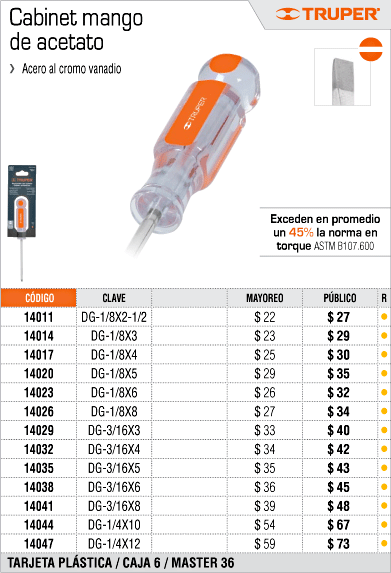 Cabinet mango
de acetato
Acero al cromo vanadio
TRUPER
TRUPER
TRUPER
Exceden en promedio
un 45% la norma en
torque ASTM B107.600
CÓDIGO CLAVE MAYOREO PÚBLICO R
14011 DG-1/8X2-1/2 $ 22 $ 27
14014 DG-1/8X3 $ 23 $ 29
14017 DG-1/8X4 $ 25 $ 30
14020 DG-1/8X5 $ 29 $ 35
14023 DG-1/8X6 $ 26 $ 32
14026 DG-1/8X8 $ 27 $ 34
14029 DG-3/16X3 $ 33 $ 40
14032 DG-3/16X4 $ 34 $ 42
14035 DG-3/16X5 $ 35 $ 43
14038 DG-3/16X6 $ 36 $ 45
14041 DG-3/16X8 $ 39 $ 48
14044 DG-1/4X10 $ 54 $ 67
14047 DG-1/4X12 $ 59 $ 73
TARJETA PLÁSTICA / CAJA 6 / MASTER 36